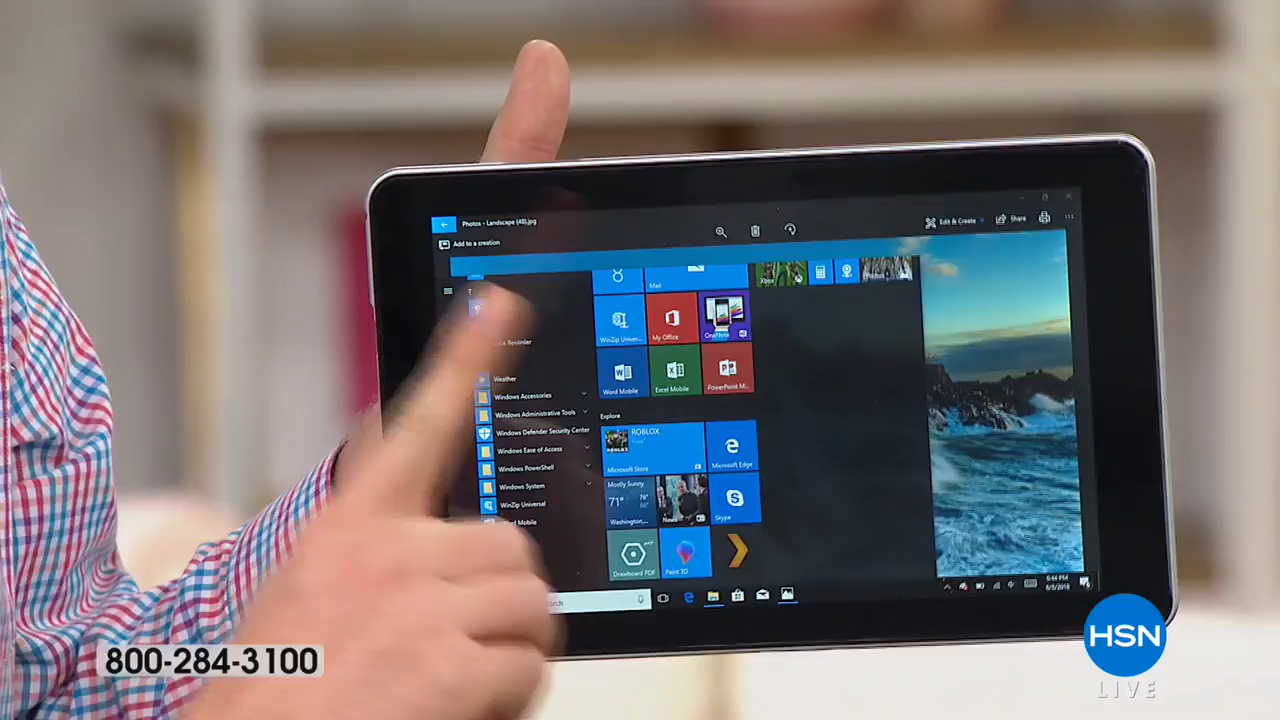 Photos - Landscape (48).jpg
Edit & Create
Share
Add to a creation
Mail
Xbox
T
WinZip Univer...
My Office
OneNote
Weather
Word Mobile
Excel Mobile
PowerPoint M...
Windows Accessories
Windows Administrative Tools
Windows Defender Security Center
Windows Ease of Access
Windows PowerShell
Windows System
WinZip Universal
Explore
ROBLOX
Free
Microsoft Store
Microsoft Edge
Mostly Sunny
71°
76°
Washington,...
News
Skype
Drawboard PDF
Paint 3D
6:44 PM
6/8/2018
800-284-3100
HSN
LIVE